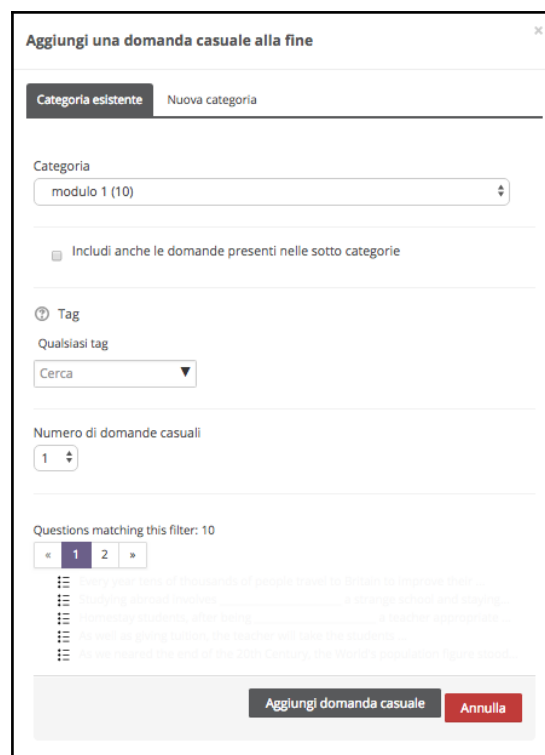 Aggiungi una domanda casuale alla fine
×
Categoria esistente Nuova categoria
Categoria
modulo 1 (10)
Includi anche le domande presenti nelle sotto categorie
Tag
Qualsiasi tag
Cerca
Numero di domande casuali
1
Questions matching this filter: 10
« 1 2 »
Every year tens of thousands of people travel to Britain to improve their ...
Studying abroad involves ____________________ a strange school and staying ...
Homestay students, after being ____________________ a teacher appropriate ...
As well as giving tuition, the teacher will take the students ...
As we neared the end of the 20th Century, the World's population figure stood...
Aggiungi domanda casuale Annulla